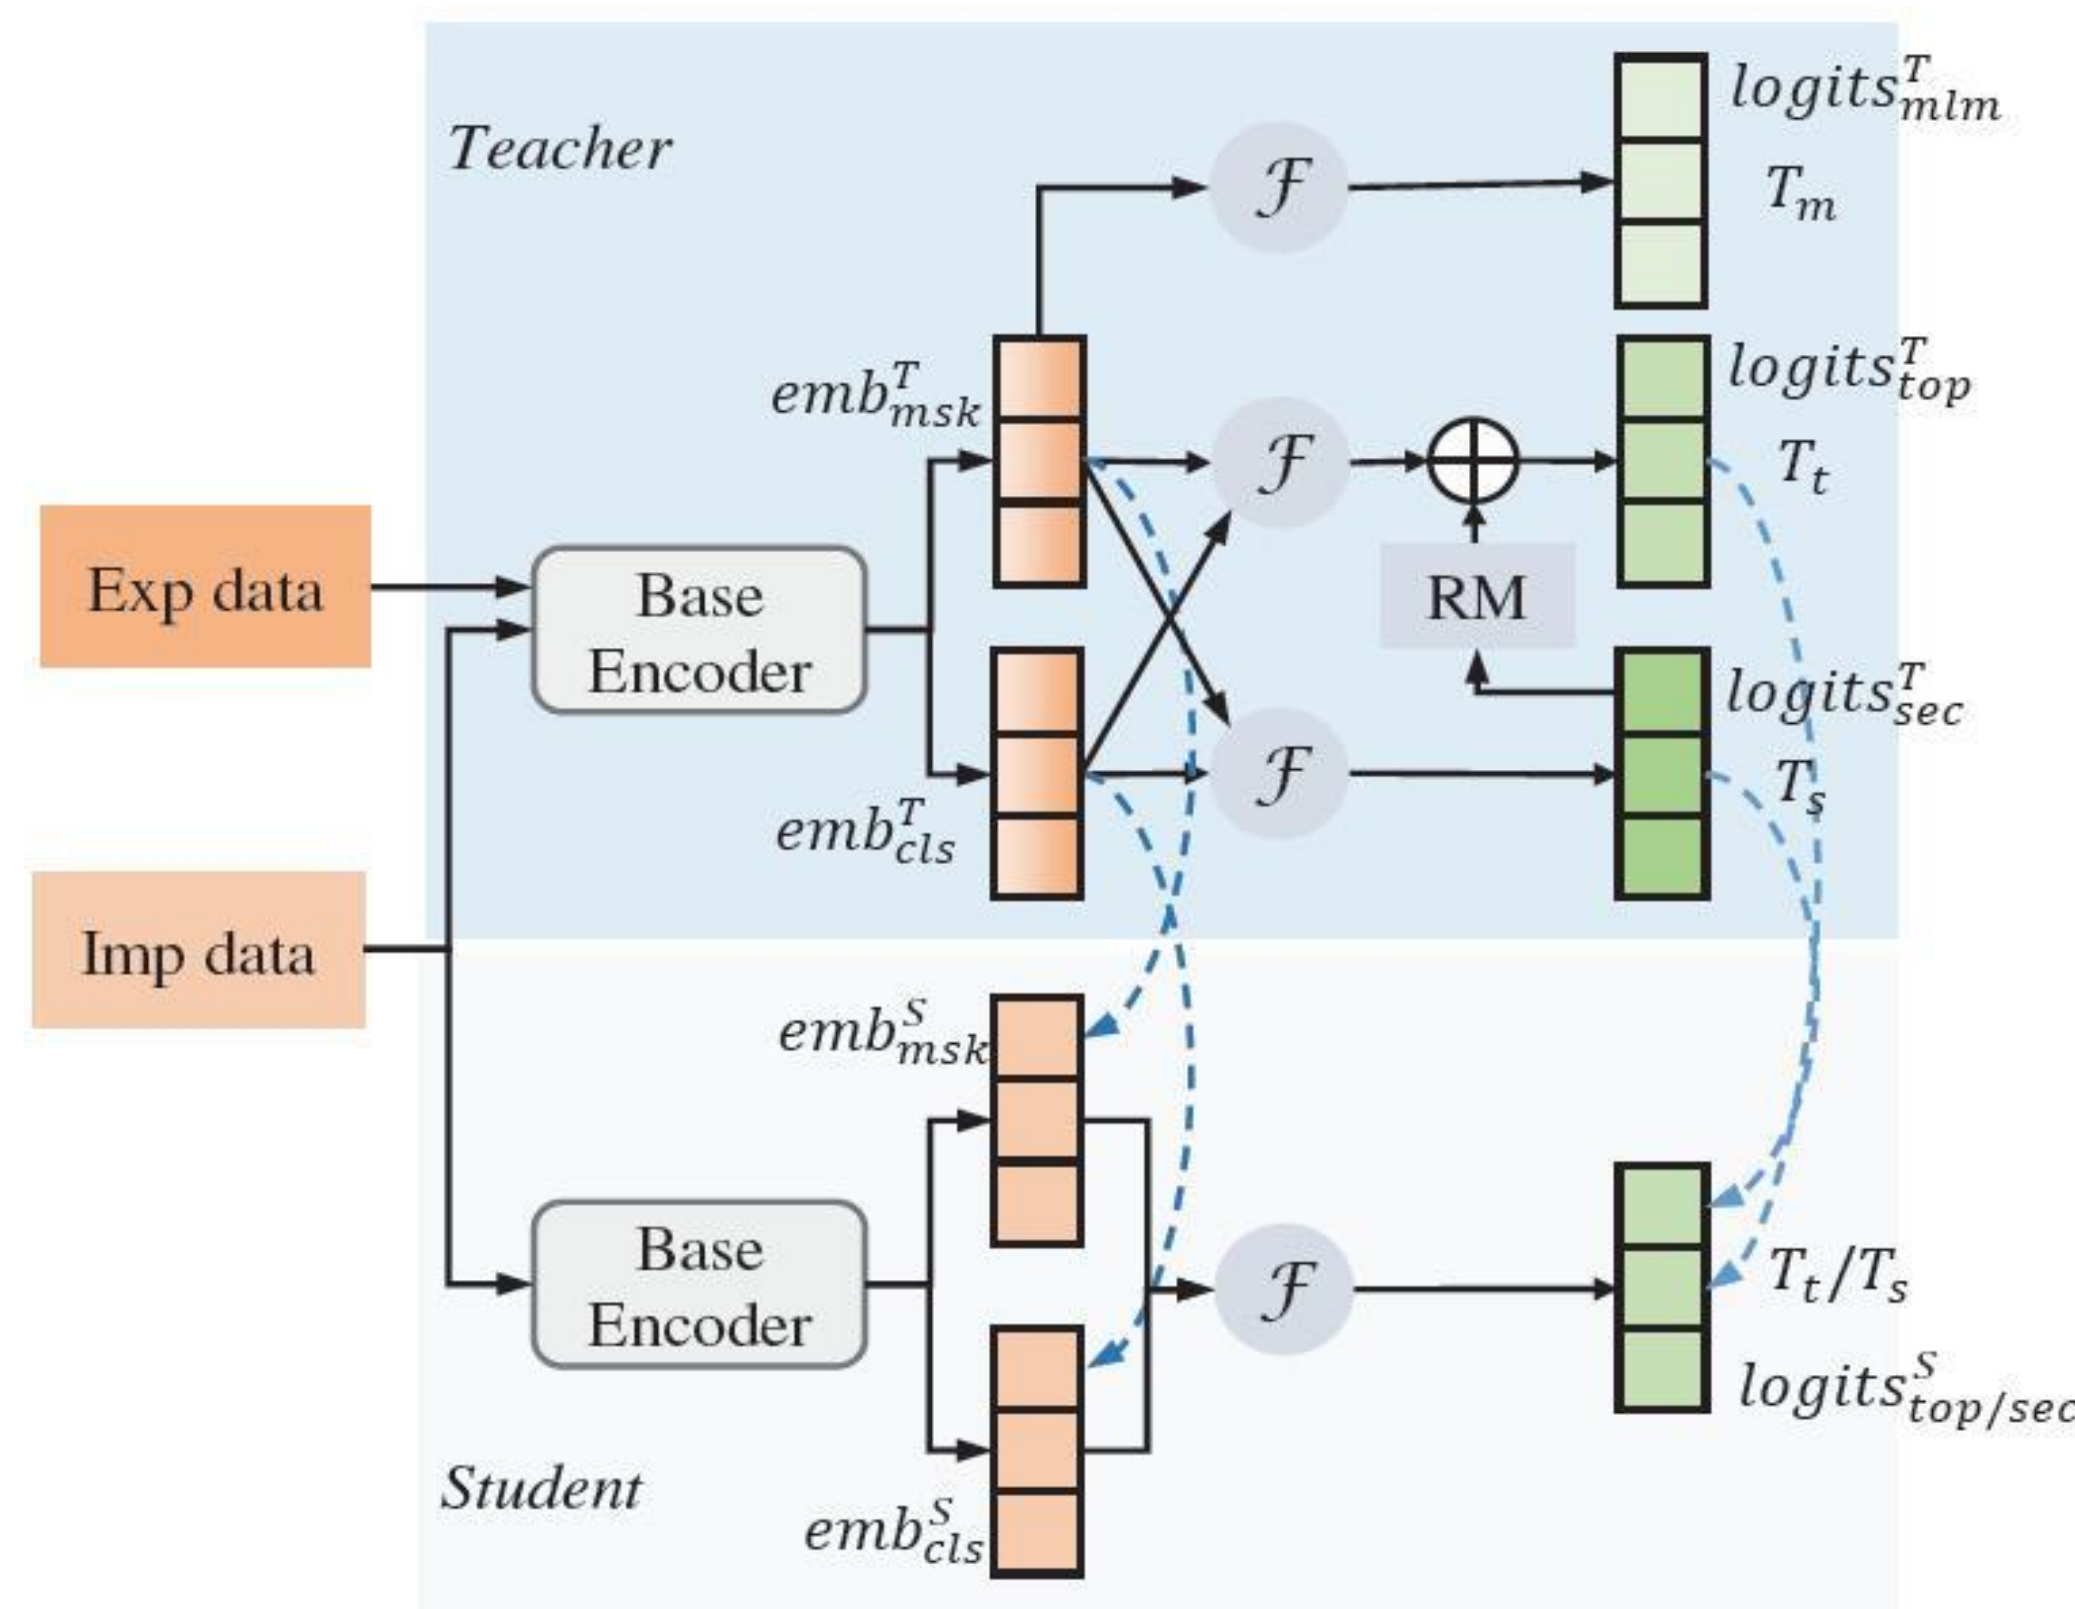 Teacher
logits^T_mlm
ℱ
T_m
emb^T_msk
logits^T_top
ℱ
T_t
Exp data
Base
Encoder
RM
logits^T_sec
ℱ
T_s
emb^T_cls
Imp data
emb^S_msk
Base
Encoder
ℱ
T_t/T_s
logits^S_top/sec
Student
emb^S_cls